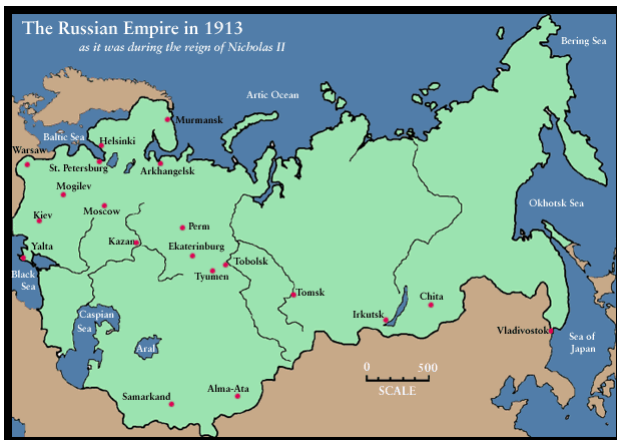 The Russian Empire in 1913
as it was during the reign of Nicholas II
Bering Sea
Artic Ocean
Murmansk
Baltic Sea
Helsinki
Warsaw
St. Petersburg
Arkhangelsk
Mogilev
Okhotsk Sea
Moscow
Kiev
Perm
Kazan
Yalta
Ekaterinburg
Tobolsk
Tyumen
Black
Sea
Tomsk
Chita
Irkutsk
Caspian
Sea
Vladivostok
Sea of
Japan
Aral
0 500
SCALE
Alma-Ata
Samarkand